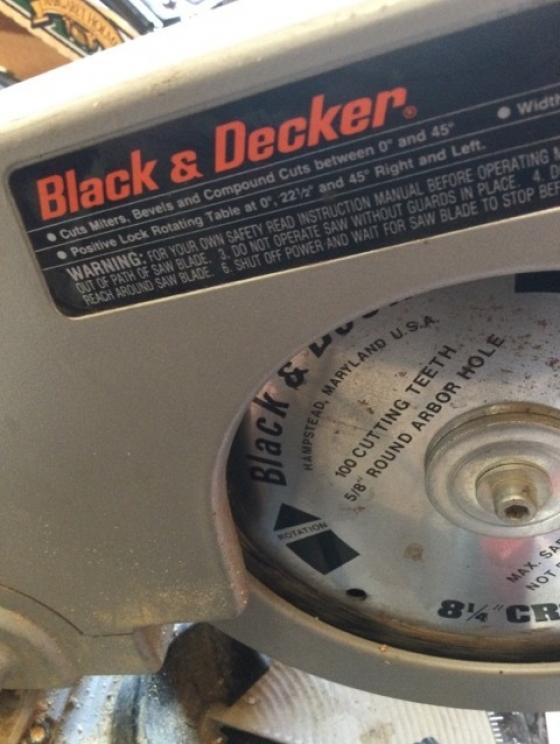 Black & Decker®
• Cuts Miters, Bevels and Compound Cuts between 0° and 45°
• Width
• Positive Lock Rotating Table at 0°, 22½° and 45° Right and Left.
WARNING: FOR YOUR OWN SAFETY READ INSTRUCTION MANUAL BEFORE OPERATING
OUT OF PATH OF SAW BLADE. 3. DO NOT OPERATE SAW WITHOUT GUARDS IN PLACE. 4.
REACH AROUND SAW BLADE. 6. SHUT OFF POWER AND WAIT FOR SAW BLADE TO STOP
Black &
HAMPSTEAD, MARYLAND U.S.A
100 CUTTING TEETH
5/8" ROUND ARBOR HOLE
ROTATION
MAX.
NOT
8¼" CR